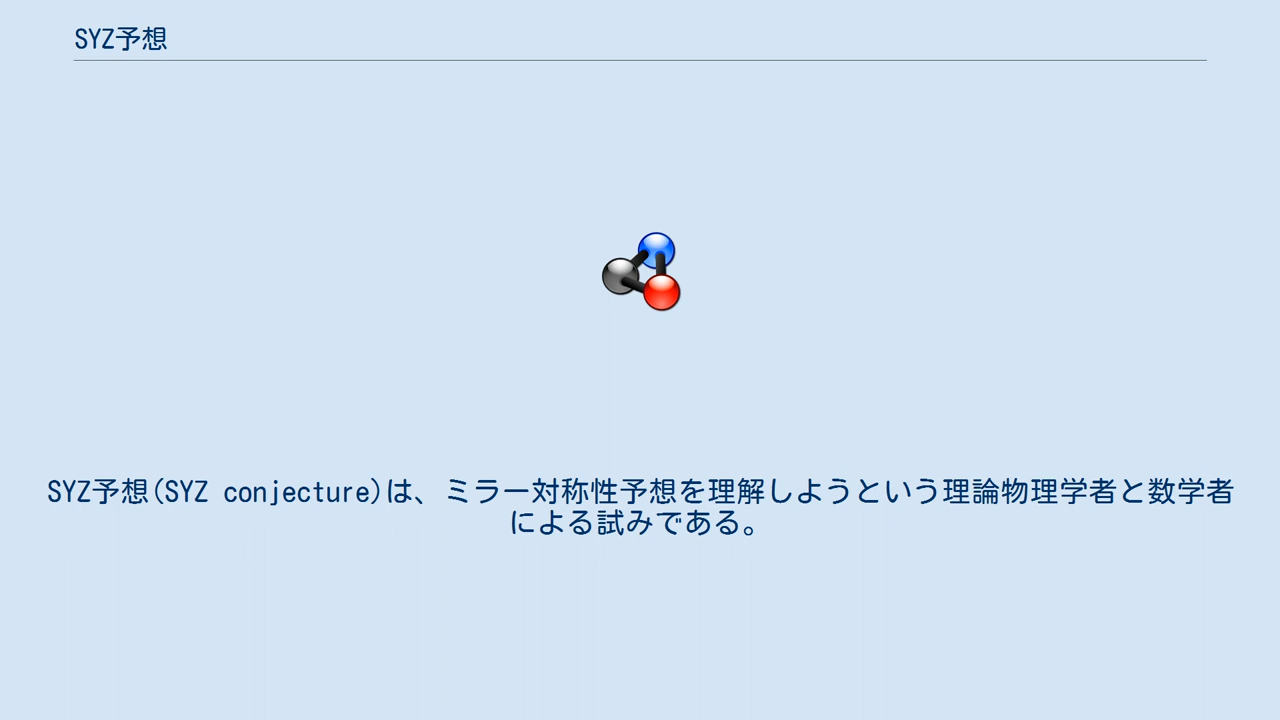 SYZ予想
SYZ予想(SYZ conjecture)は、ミラー対称性予想を理解しようという理論物理学者と数学者
による試みである。